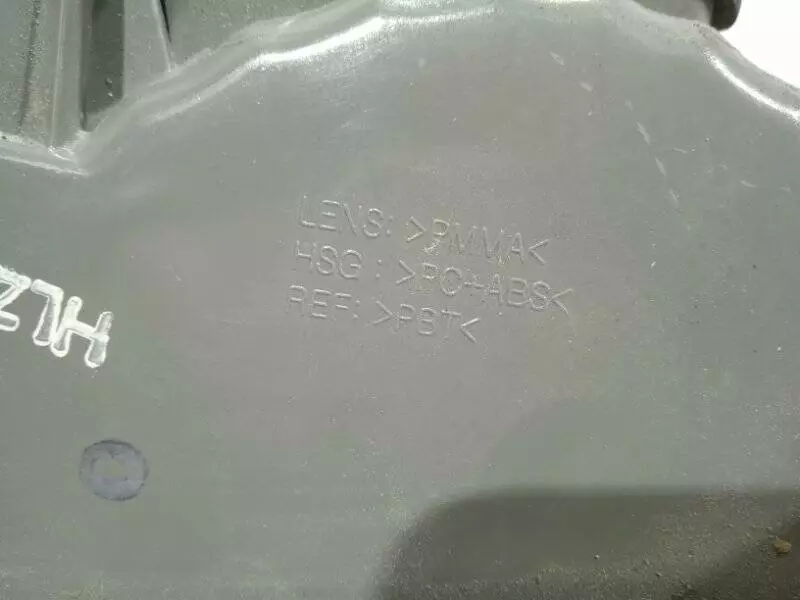 LENS: >PMMA<
HSG : >PC+ABS<
REF: >PBT<